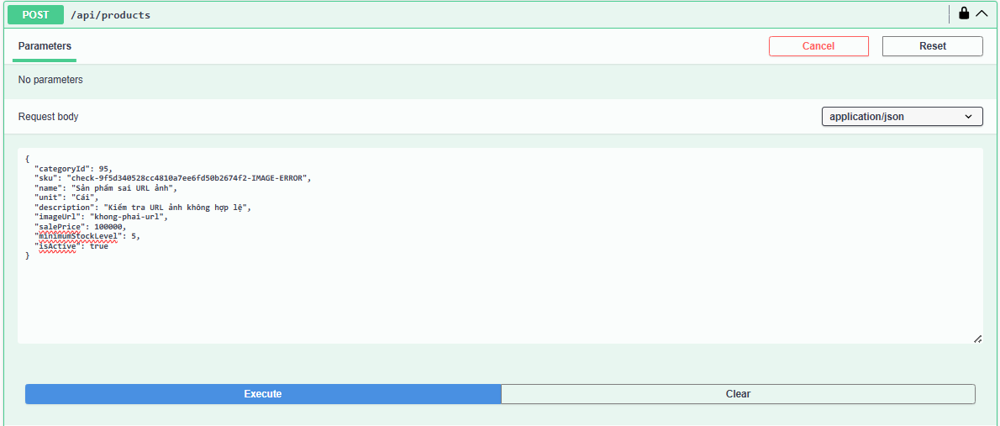 POST /api/products
Parameters Cancel Reset
No parameters
Request body application/json
{
"categoryId": 95,
"sku": "check-9f5d340528cc4810a7ee6fd50b2674f2-IMAGE-ERROR",
"name": "Sản phẩm sai URL ảnh",
"unit": "Cái",
"description": "Kiểm tra URL ảnh không hợp lệ",
"imageUrl": "khong-phai-url",
"salePrice": 100000,
"minimumStockLevel": 5,
"isActive": true
}
Execute Clear